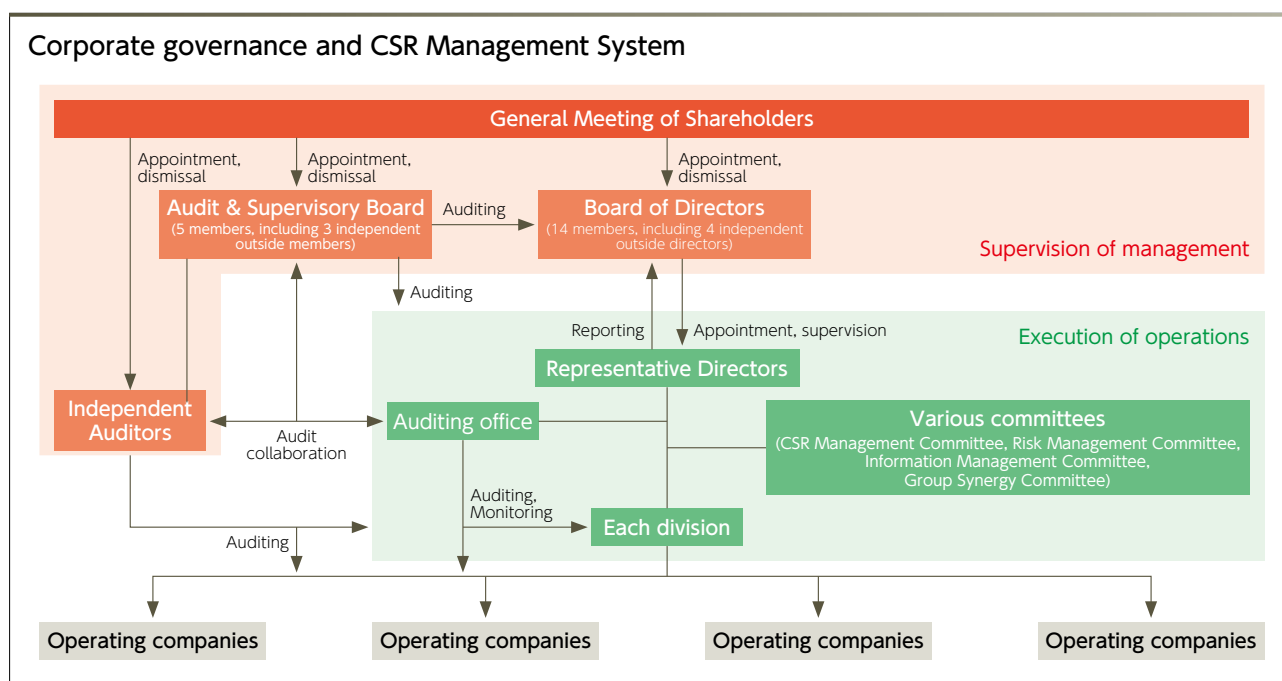 Corporate governance and CSR Management System
General Meeting of Shareholders
Appointment,
dismissal
Appointment,
dismissal
Appointment,
dismissal
Audit & Supervisory Board
(5 members, including 3 independent
outside members)
Auditing
Board of Directors
(14 members, including 4 independent
outside directors)
Supervision of management
Auditing
Reporting
Appointment, supervision
Execution of operations
Representative Directors
Independent
Auditors
Audit
collaboration
Auditing office
Various committees
(CSR Management Committee, Risk Management Committee,
Information Management Committee,
Group Synergy Committee)
Auditing,
Monitoring
Each division
Auditing
Operating companies
Operating companies
Operating companies
Operating companies